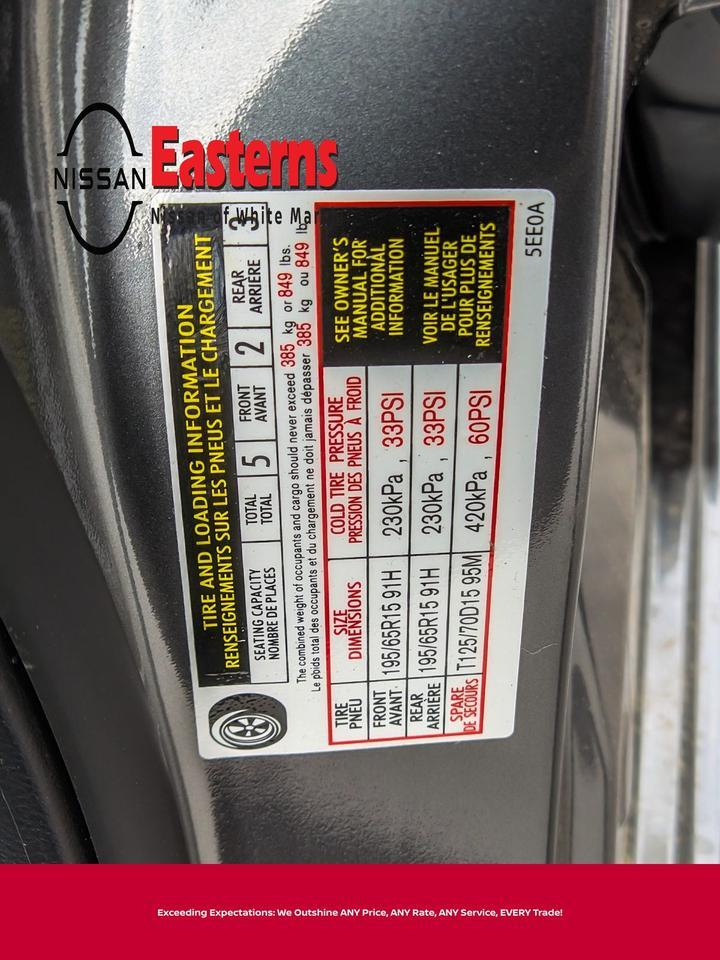 NISSAN
Easterns
Nissan of White Mar
TIRE AND LOADING INFORMATION
RENSEIGNEMENTS SUR LES PNEUS ET LE CHARGEMENT
SEATING CAPACITY
NOMBRE DE PLACES
TOTAL
TOTAL
5
FRONT
AVANT
2
REAR
ARRIÈRE
3
The combined weight of occupants and cargo should never exceed 385 kg or 849 lbs.
Le poids total des occupants et du chargement ne doit jamais dépasser 385 kg ou 849 lb
TIRE
PNEU
SIZE
DIMENSIONS
COLD TIRE PRESSURE
PRESSION DES PNEUS À FROID
FRONT
AVANT
195/65R15 91H
230kPa , 33PSI
REAR
ARRIÈRE
195/65R15 91H
230kPa , 33PSI
SPARE
DE SECOURS
T125/70D15 95M
420kPa , 60PSI
SEE OWNER'S
MANUAL FOR
ADDITIONAL
INFORMATION
VOIR LE MANUEL
DE L'USAGER
POUR PLUS DE
RENSEIGNEMENTS
5EE0A
Exceeding Expectations: We Outshine ANY Price, ANY Rate, ANY Service, EVERY Trade!